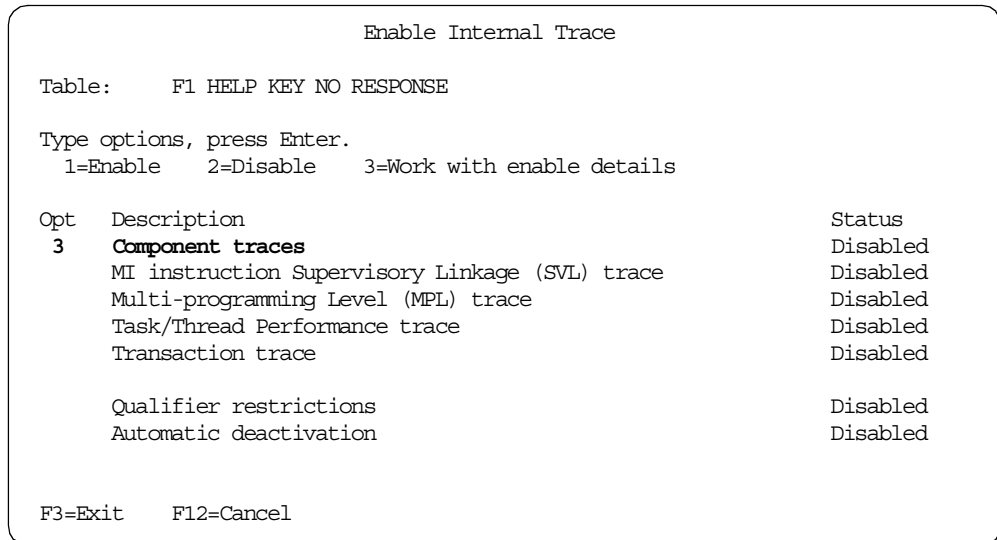 Enable Internal Trace
Table: F1 HELP KEY NO RESPONSE
Type options, press Enter.
1=Enable 2=Disable 3=Work with enable details
Opt Description Status
3 Component traces Disabled
MI instruction Supervisory Linkage (SVL) trace Disabled
Multi-programming Level (MPL) trace Disabled
Task/Thread Performance trace Disabled
Transaction trace Disabled
Qualifier restrictions Disabled
Automatic deactivation Disabled
F3=Exit F12=Cancel